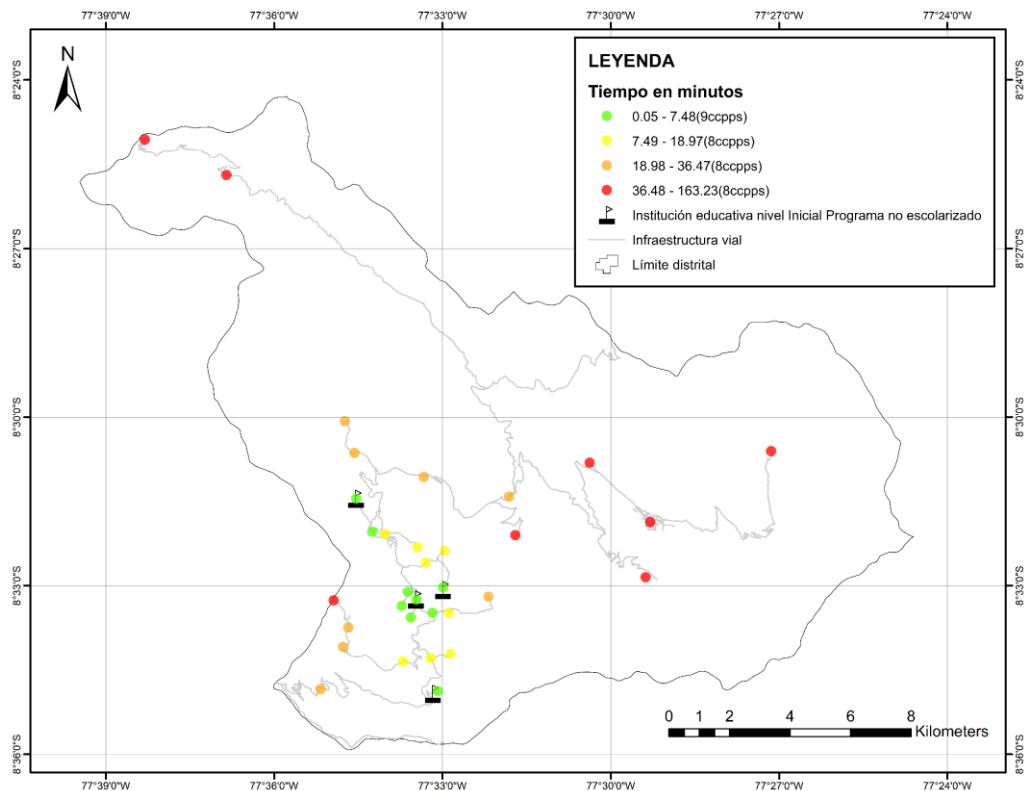 77°39'0"W 77°36'0"W 77°33'0"W 77°30'0"W 77°27'0"W 77°24'0"W
N
LEYENDA
Tiempo en minutos
0.05 - 7.48(9ccpps)
7.49 - 18.97(8ccpps)
18.98 - 36.47(8ccpps)
36.48 - 163.23(8ccpps)
Institución educativa nivel Inicial Programa no escolarizado
Infraestructura vial
Límite distrital
8°24'0"S 8°24'0"S
8°27'0"S 8°27'0"S
8°30'0"S 8°30'0"S
8°33'0"S 8°33'0"S
8°36'0"S 8°36'0"S
0 1 2 4 6 8
Kilometers
77°39'0"W 77°36'0"W 77°33'0"W 77°30'0"W 77°27'0"W 77°24'0"W